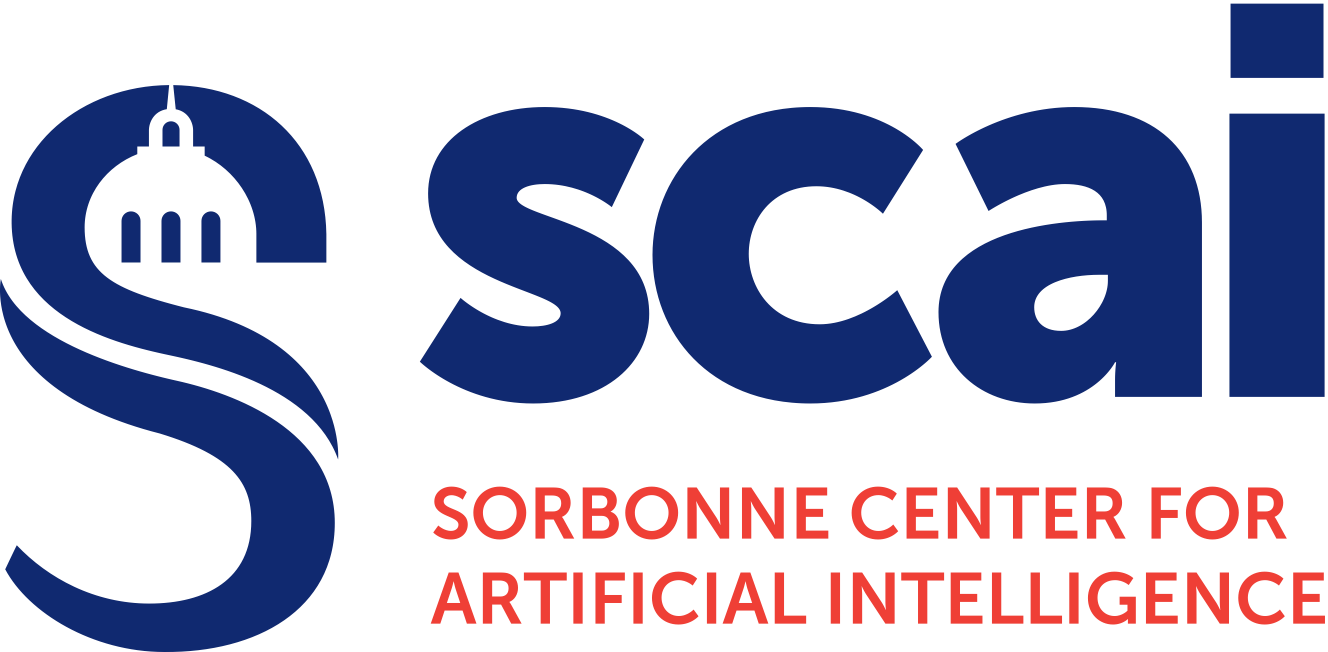 scai
SORBONNE CENTER FOR
ARTIFICIAL INTELLIGENCE